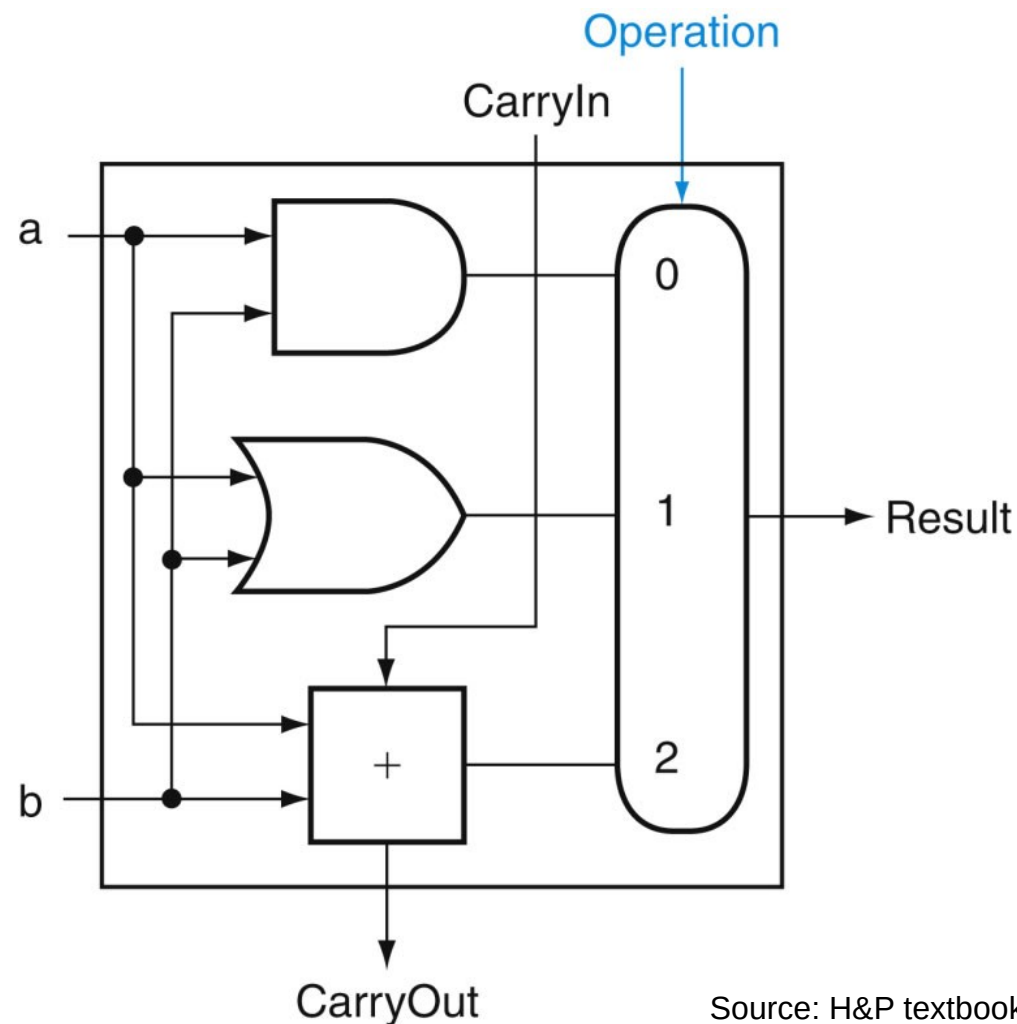 Operation
CarryIn
a
0
1
Result
+
2
b
CarryOut
Source: H&P textbook